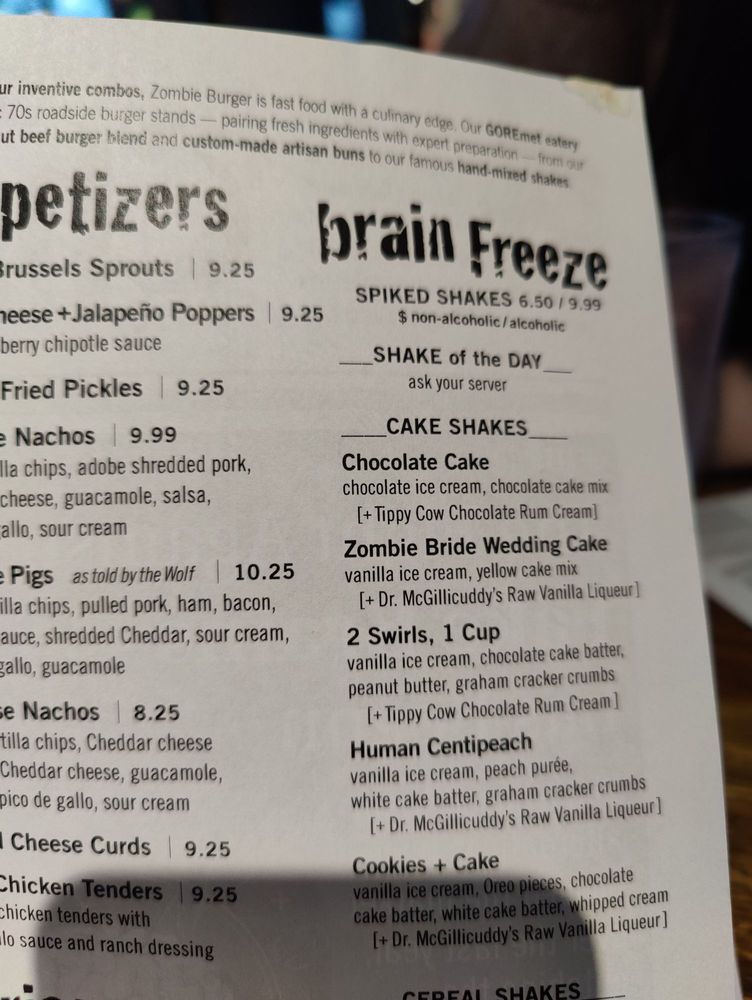 ur inventive combos, Zombie Burger is fast food with a culinary edge. Our GOREmet eatery
70s roadside burger stands — pairing fresh ingredients with expert preparation — from our
ut beef burger blend and custom-made artisan buns to our famous hand-mixed shakes.
petizers
Brussels Sprouts | 9.25
heese + Jalapeño Poppers | 9.25
berry chipotle sauce
Fried Pickles | 9.25
e Nachos | 9.99
lla chips, adobe shredded pork,
cheese, guacamole, salsa,
gallo, sour cream
e Pigs as told by the Wolf | 10.25
illa chips, pulled pork, ham, bacon,
auce, shredded Cheddar, sour cream,
gallo, guacamole
se Nachos | 8.25
tilla chips, Cheddar cheese
Cheddar cheese, guacamole,
pico de gallo, sour cream
l Cheese Curds | 9.25
Chicken Tenders | 9.25
chicken tenders with
lo sauce and ranch dressing
brain Freeze
SPIKED SHAKES 6.50 / 9.99
$ non-alcoholic / alcoholic
___SHAKE of the DAY___
ask your server
____CAKE SHAKES____
Chocolate Cake
chocolate ice cream, chocolate cake mix
[+ Tippy Cow Chocolate Rum Cream]
Zombie Bride Wedding Cake
vanilla ice cream, yellow cake mix
[+ Dr. McGillicuddy's Raw Vanilla Liqueur]
2 Swirls, 1 Cup
vanilla ice cream, chocolate cake batter,
peanut butter, graham cracker crumbs
[+ Tippy Cow Chocolate Rum Cream]
Human Centipeach
vanilla ice cream, peach purée,
white cake batter, graham cracker crumbs
[+ Dr. McGillicuddy's Raw Vanilla Liqueur]
Cookies + Cake
vanilla ice cream, Oreo pieces, chocolate
cake batter, white cake batter, whipped cream
[+ Dr. McGillicuddy's Raw Vanilla Liqueur]
CEREAL SHAKES____